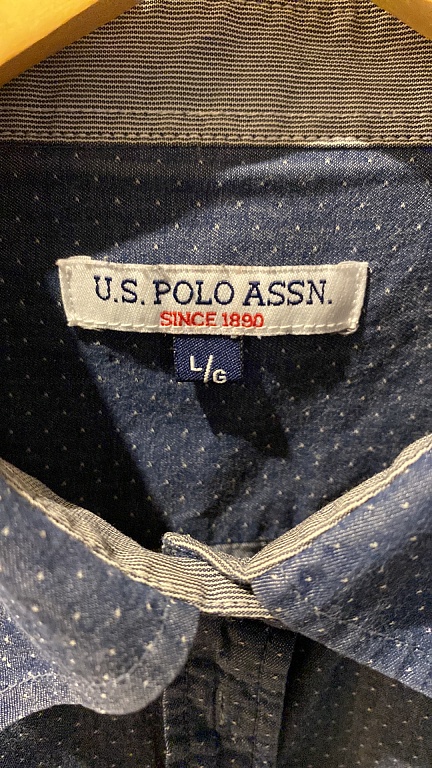 U.S. POLO ASSN.
SINCE 1890
L/G